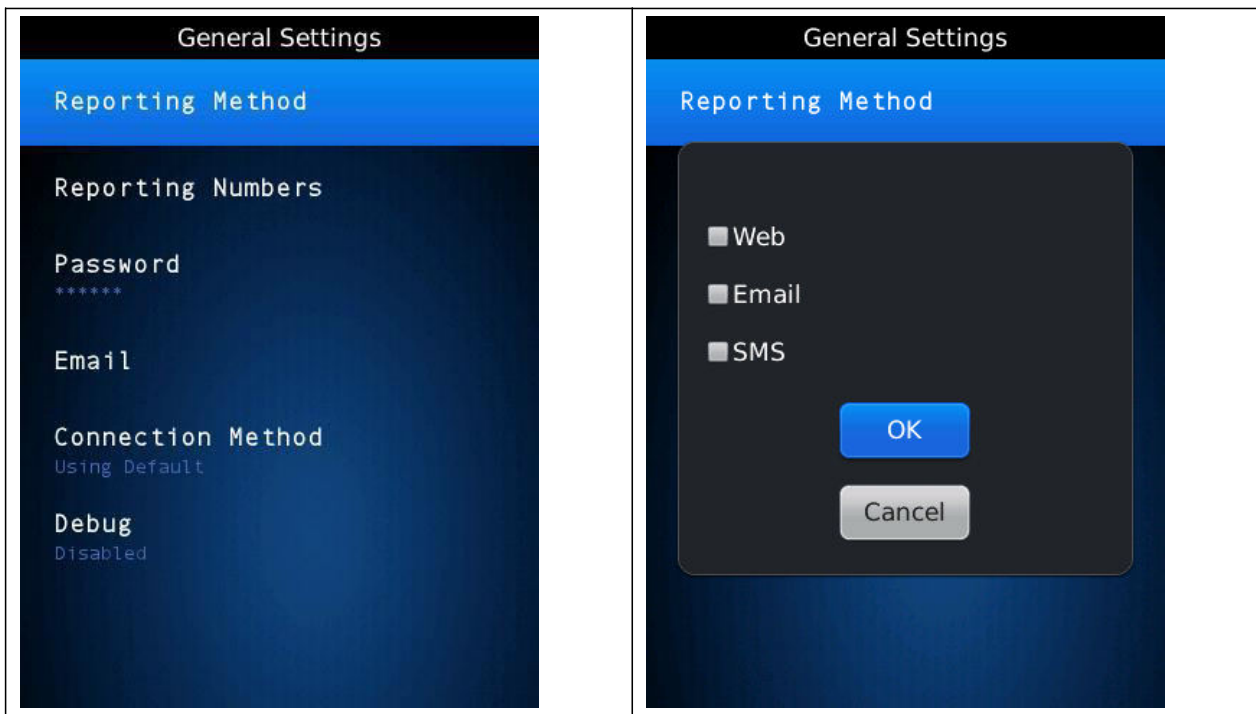 General Settings
Reporting Method
Reporting Numbers
Password
******
Email
Connection Method
Using Default
Debug
Disabled
General Settings
Reporting Method
Web
Email
SMS
OK
Cancel